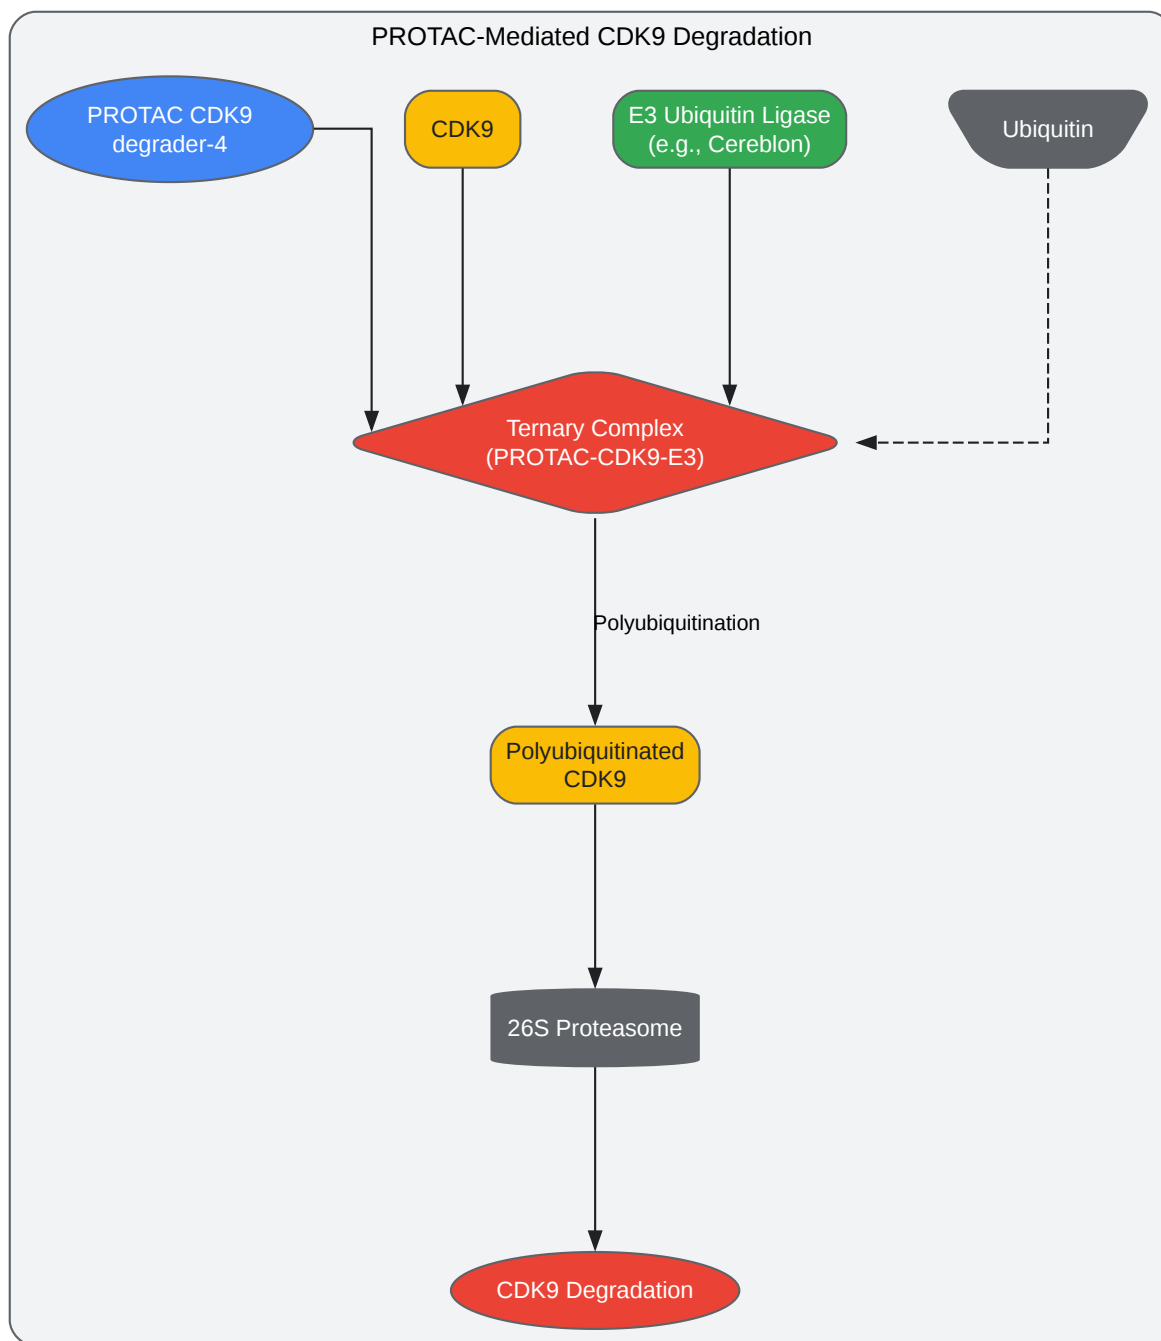 PROTAC-Mediated CDK9 Degradation
PROTAC CDK9
degrader-4
CDK9
E3 Ubiquitin Ligase
(e.g., Cereblon)
Ubiquitin
Ternary Complex
(PROTAC-CDK9-E3)
Polyubiquitination
Polyubiquitinated
CDK9
26S Proteasome
CDK9 Degradation